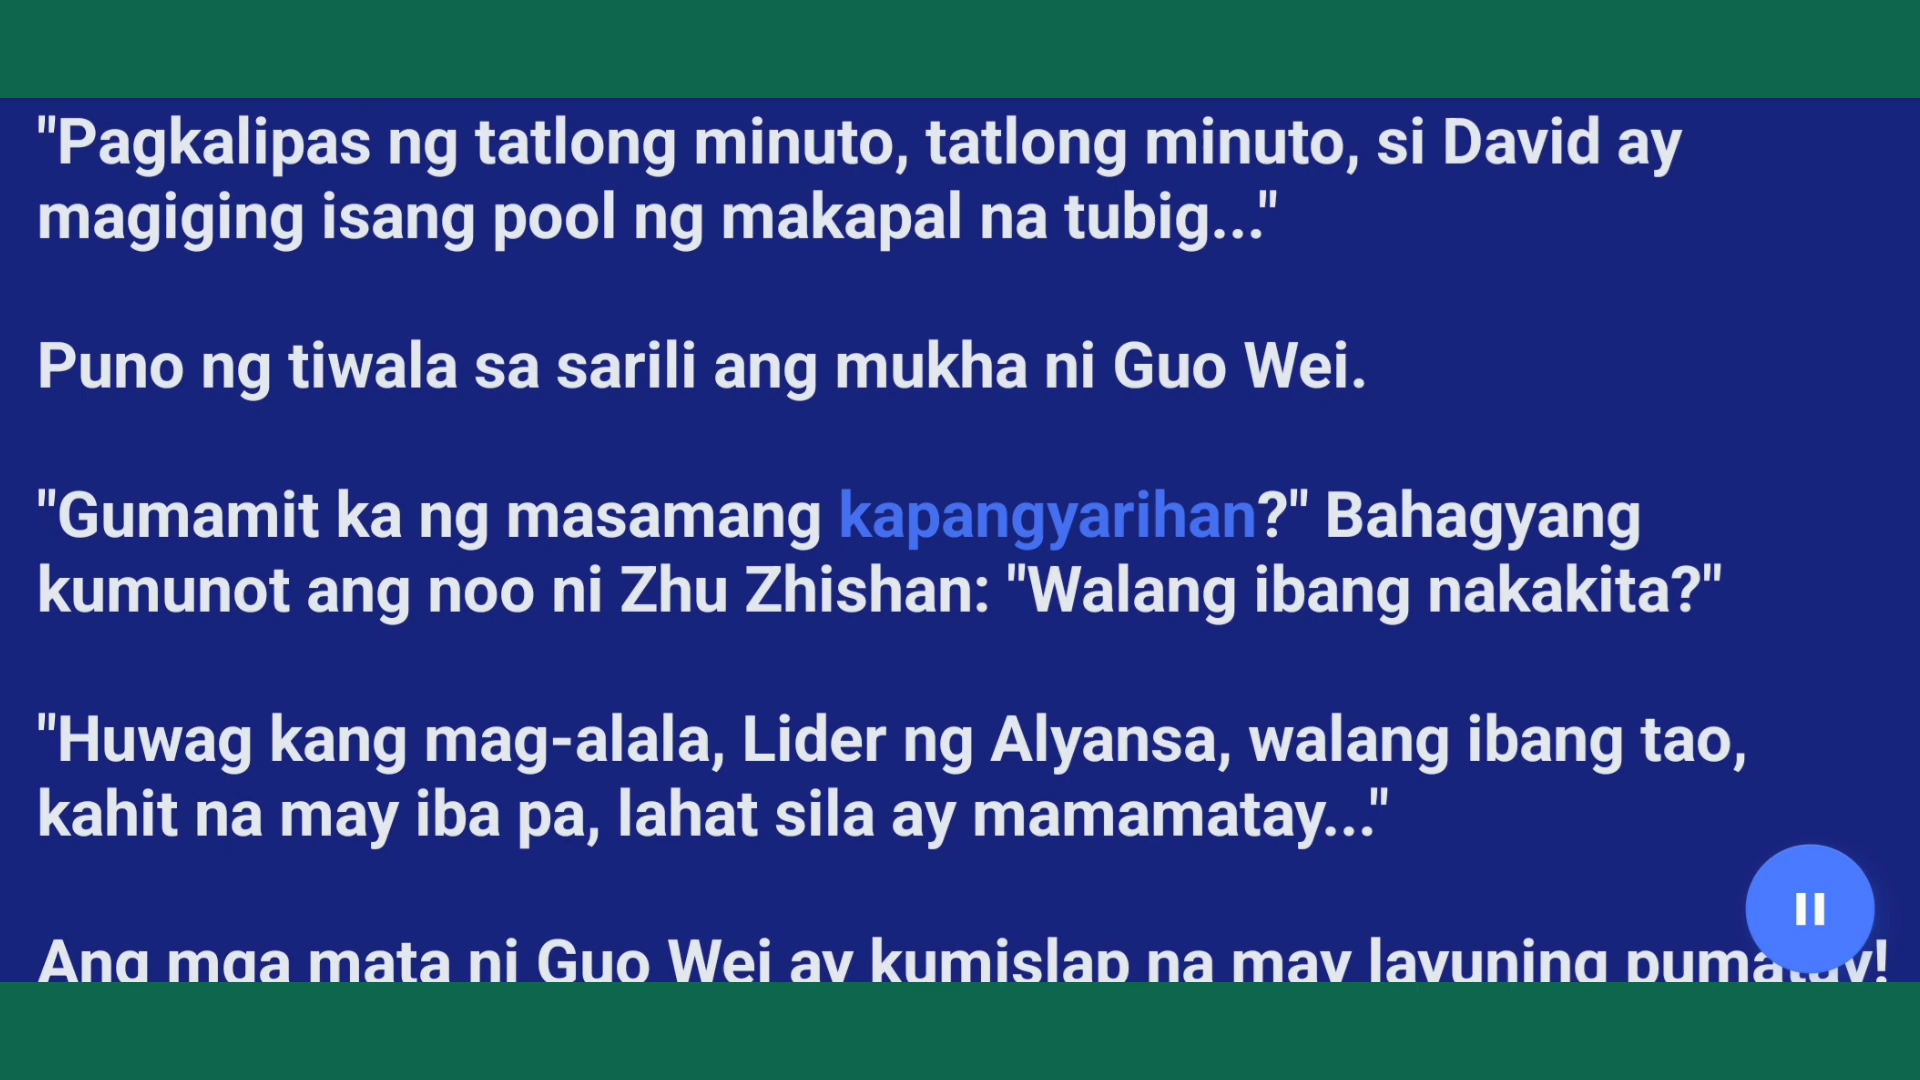 "Pagkalipas ng tatlong minuto, tatlong minuto, si David ay
magiging isang pool ng makapal na tubig..."
Puno ng tiwala sa sarili ang mukha ni Guo Wei.
"Gumamit ka ng masamang kapangyarihan?" Bahagyang
kumunot ang noo ni Zhu Zhishan: "Walang ibang nakakita?"
"Huwag kang mag-alala, Lider ng Alyansa, walang ibang tao,
kahit na may iba pa, lahat sila ay mamamatay..."
Ang mga mata ni Guo Wei ay kumislap na may layuning pumatay!